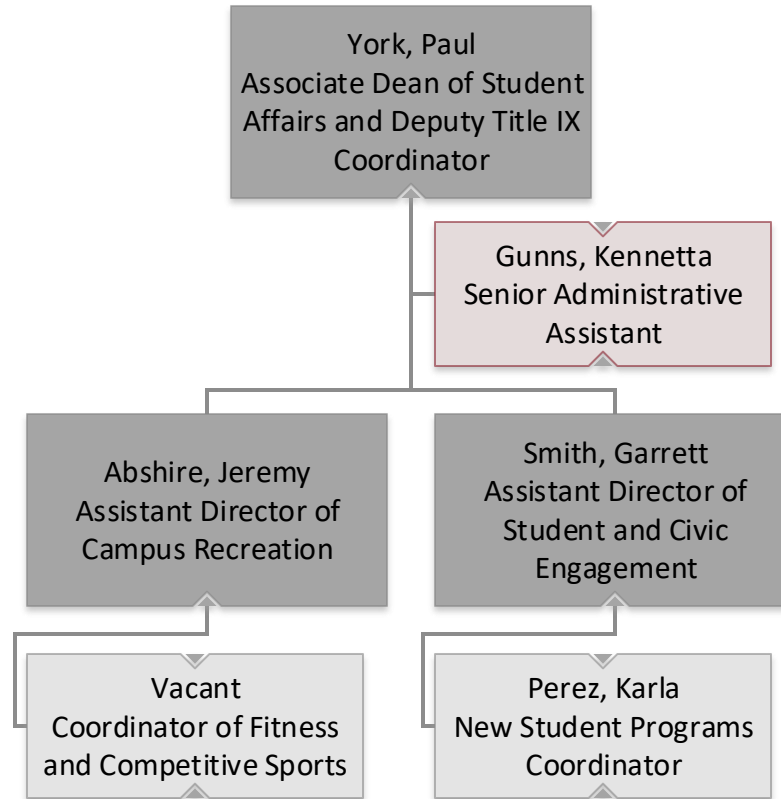 York, Paul
Associate Dean of Student
Affairs and Deputy Title IX
Coordinator
Gunns, Kennetta
Senior Administrative
Assistant
Abshire, Jeremy
Assistant Director of
Campus Recreation
Smith, Garrett
Assistant Director of
Student and Civic
Engagement
Vacant
Coordinator of Fitness
and Competitive Sports
Perez, Karla
New Student Programs
Coordinator